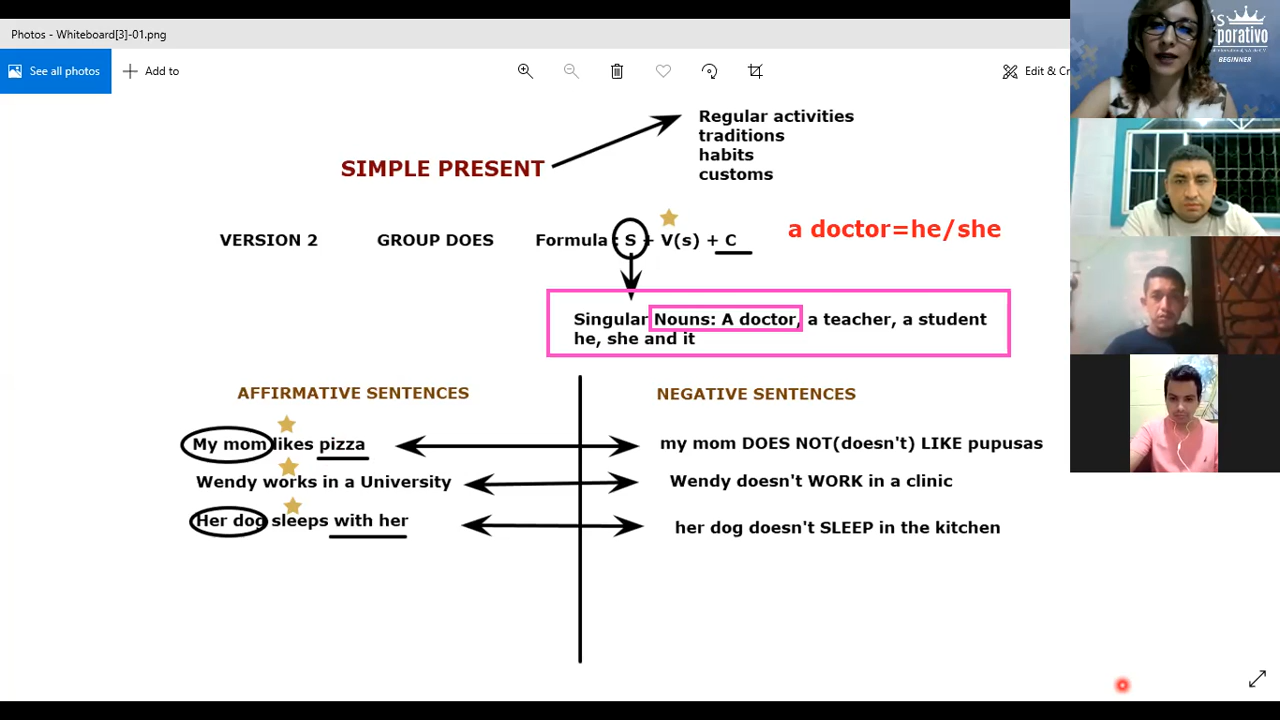 Photos - Whiteboard[3]-01.png
See all photos
Add to
Edit & Cr
porativo
BEGINNER
Regular activities
traditions
habits
customs
SIMPLE PRESENT
VERSION 2 GROUP DOES Formula : S + V(s) + C
a doctor=he/she
Singular Nouns: A doctor, a teacher, a student
he, she and it
AFFIRMATIVE SENTENCES
NEGATIVE SENTENCES
My mom likes pizza
my mom DOES NOT(doesn't) LIKE pupusas
Wendy works in a University
Wendy doesn't WORK in a clinic
Her dog sleeps with her
her dog doesn't SLEEP in the kitchen